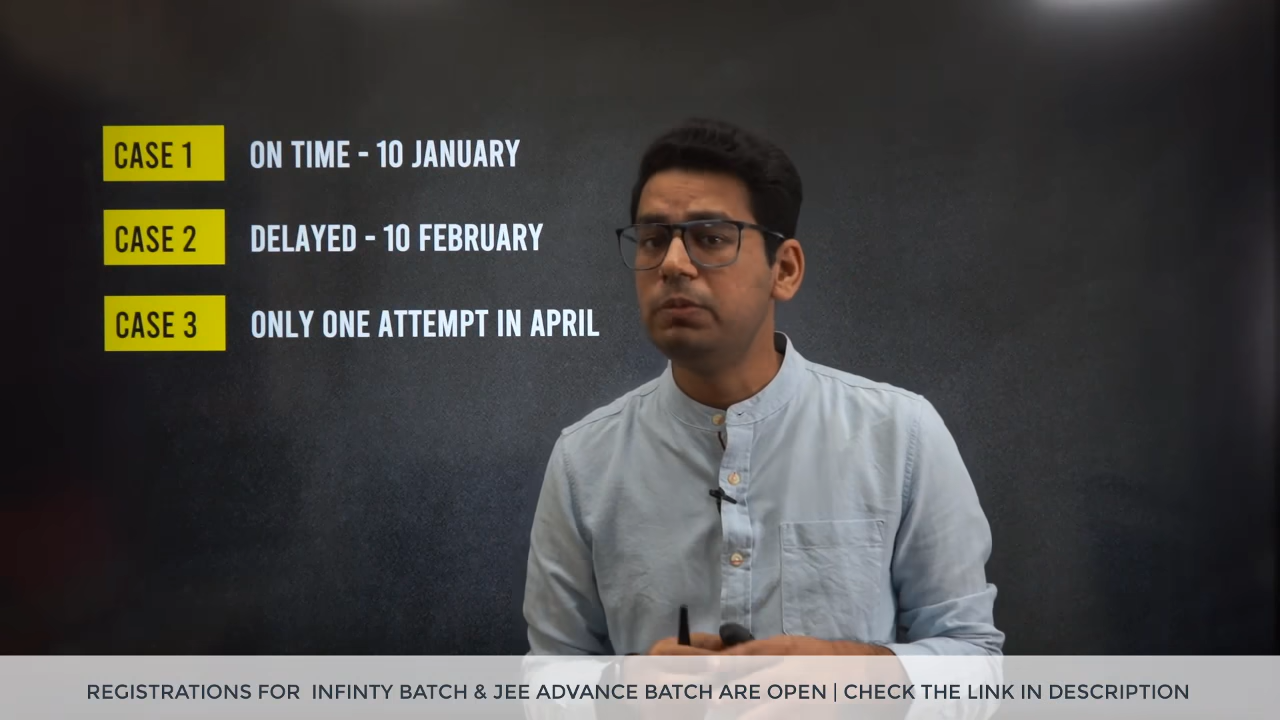 CASE 1 ON TIME - 10 JANUARY
CASE 2 DELAYED - 10 FEBRUARY
CASE 3 ONLY ONE ATTEMPT IN APRIL
REGISTRATIONS FOR INFINTY BATCH & JEE ADVANCE BATCH ARE OPEN | CHECK THE LINK IN DESCRIPTION